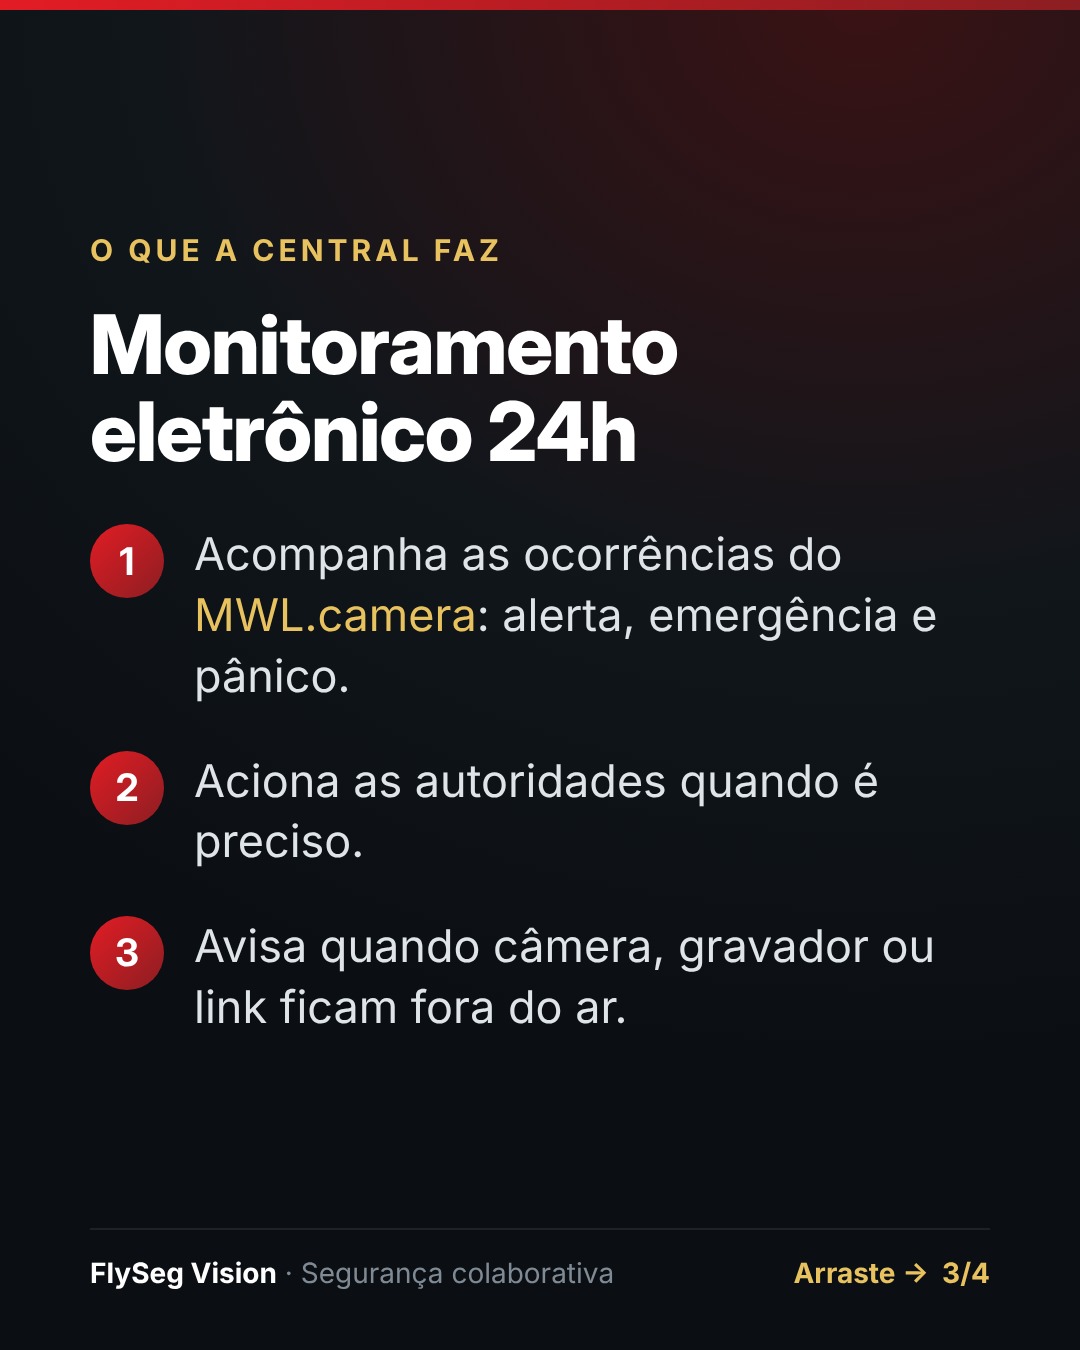 O QUE A CENTRAL FAZ
Monitoramento
eletrônico 24h
1 Acompanha as ocorrências do
MWL.camera: alerta, emergência e
pânico.
2 Aciona as autoridades quando é
preciso.
3 Avisa quando câmera, gravador ou
link ficam fora do ar.
FlySeg Vision · Segurança colaborativa Arraste → 3/4